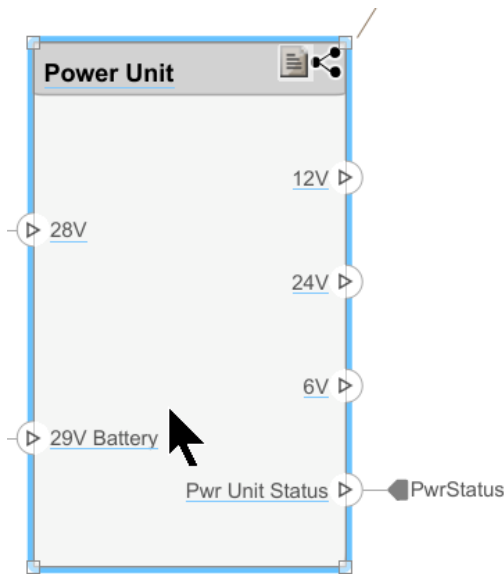 Power Unit
12V
28V
24V
6V
29V Battery
Pwr Unit Status
PwrStatus